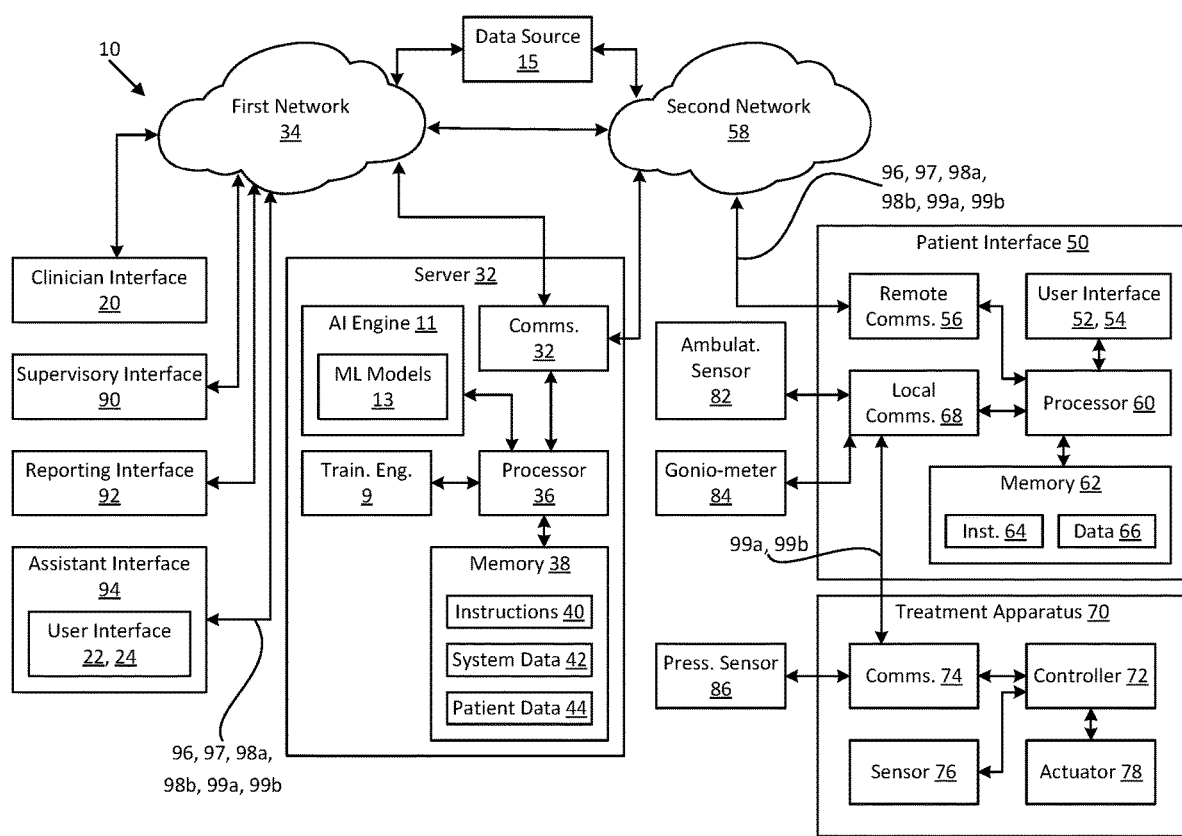 10
Data Source
15
First Network
34
Second Network
58
96, 97, 98a,
98b, 99a, 99b
Clinician Interface
20
Supervisory Interface
90
Reporting Interface
92
Assistant Interface
94
User Interface
22, 24
96, 97, 98a,
98b, 99a, 99b
Server 32
AI Engine 11
ML Models
13
Comms.
32
Train. Eng.
9
Processor
36
Memory 38
Instructions 40
System Data 42
Patient Data 44
Ambulat.
Sensor
82
Gonio-meter
84
99a, 99b
Press. Sensor
86
Patient Interface 50
Remote
Comms. 56
User Interface
52, 54
Local
Comms. 68
Processor 60
Memory 62
Inst. 64
Data 66
Treatment Apparatus 70
Comms. 74
Controller 72
Sensor 76
Actuator 78